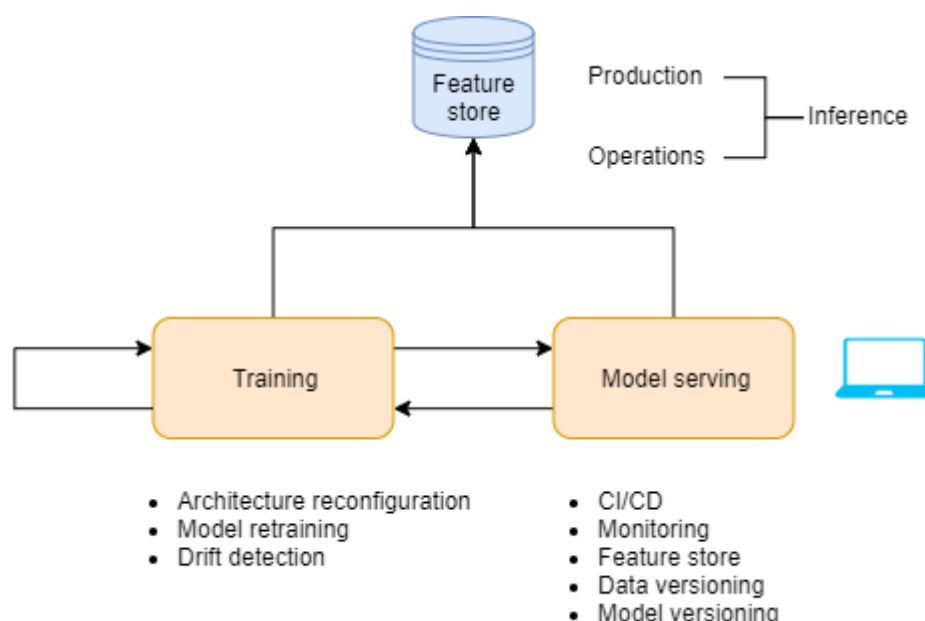 Feature
store
Production
Inference
Operations
Training
Model serving
• Architecture reconfiguration
• Model retraining
• Drift detection
• CI/CD
• Monitoring
• Feature store
• Data versioning
• Model versioning